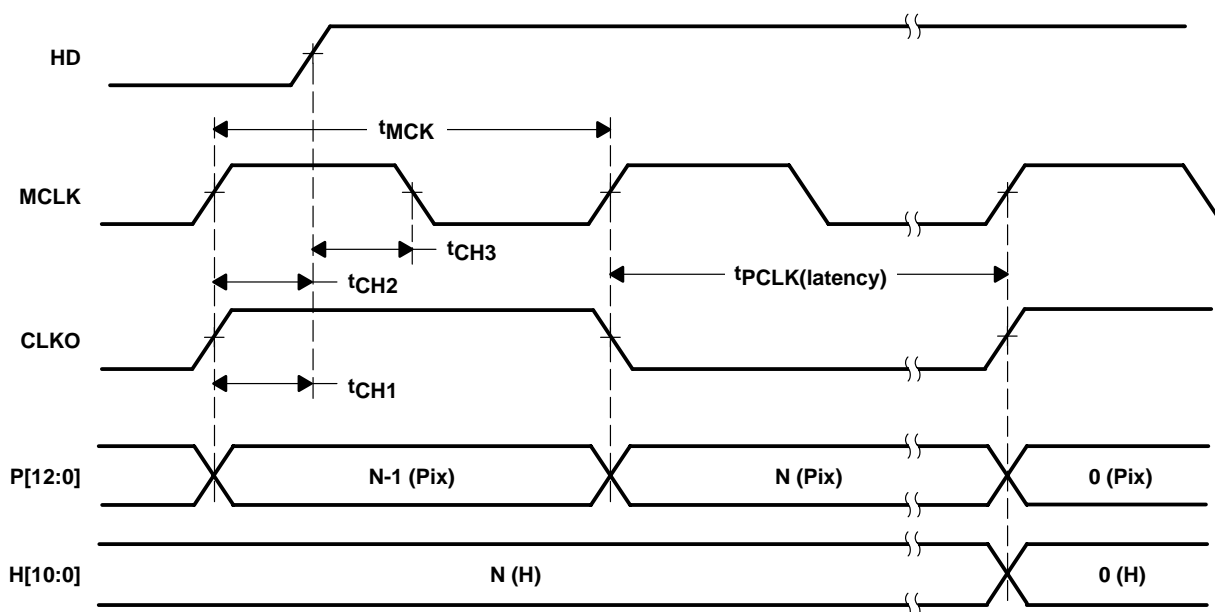 HD
tMCK
MCLK
tCH3
tCH2
tPCLK(latency)
CLKO
tCH1
P[12:0] N-1 (Pix) N (Pix) 0 (Pix)
H[10:0] N (H) 0 (H)